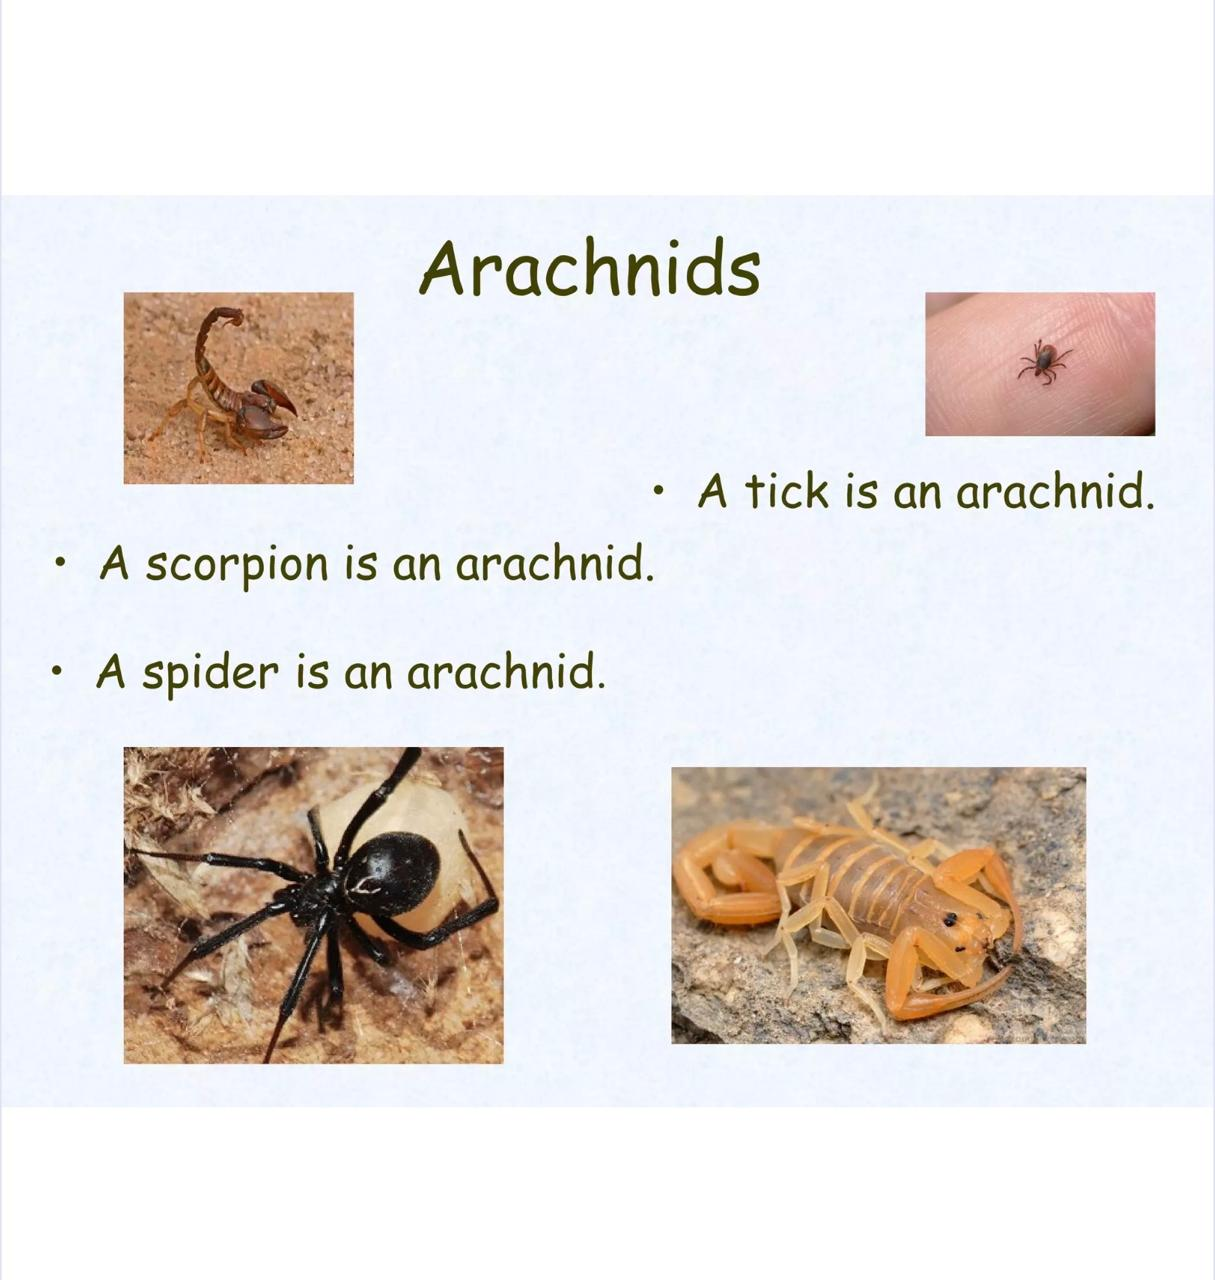 Arachnids
• A tick is an arachnid.
• A scorpion is an arachnid.
• A spider is an arachnid.